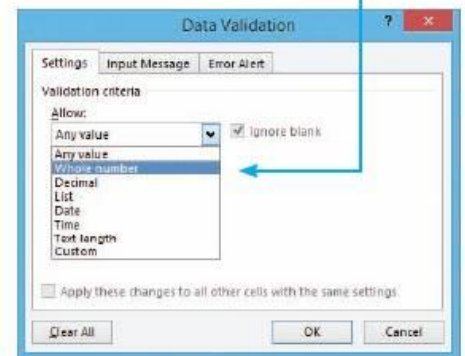 Data Validation ?
Settings Input Message Error Alert
Validation criteria
Allow:
Any value Ignore blank
Any value
Whole number
Decimal
List
Date
Time
Text length
Custom
Apply these changes to all other cells with the same settings
Clear All OK Cancel